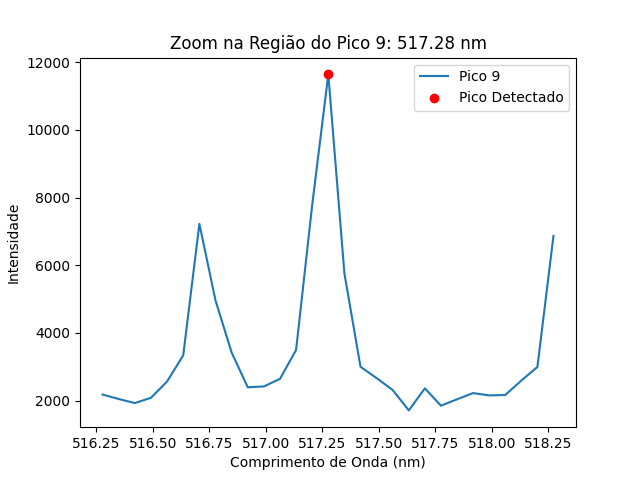 Zoom na Região do Pico 9: 517.28 nm
Pico 9
Pico Detectado
Intensidade
12000
10000
8000
6000
4000
2000
516.25 516.50 516.75 517.00 517.25 517.50 517.75 518.00 518.25
Comprimento de Onda (nm)